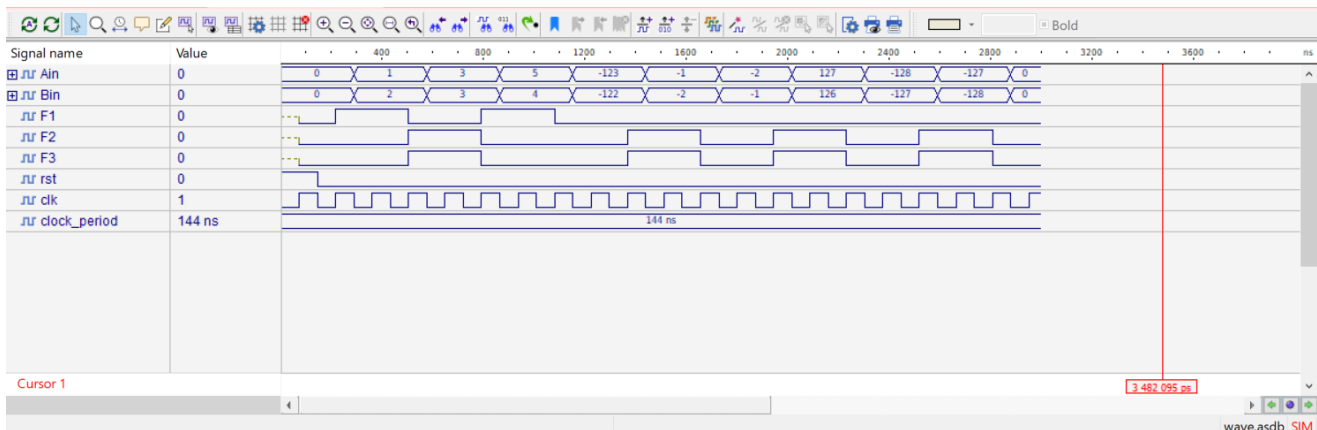 Bold
Signal name Value 400 800 1200 1600 2000 2400 2800 3200 3600 ns
Ain 0 0 1 3 5 -123 -1 -2 127 -128 -127 0
Bin 0 0 2 3 4 -122 -2 -1 126 -127 -128 0
F1 0
F2 0
F3 0
rst 0
clk 1
clock_period 144 ns 144 ns
Cursor 1 3 482 095 ps
wave.asdb SIM